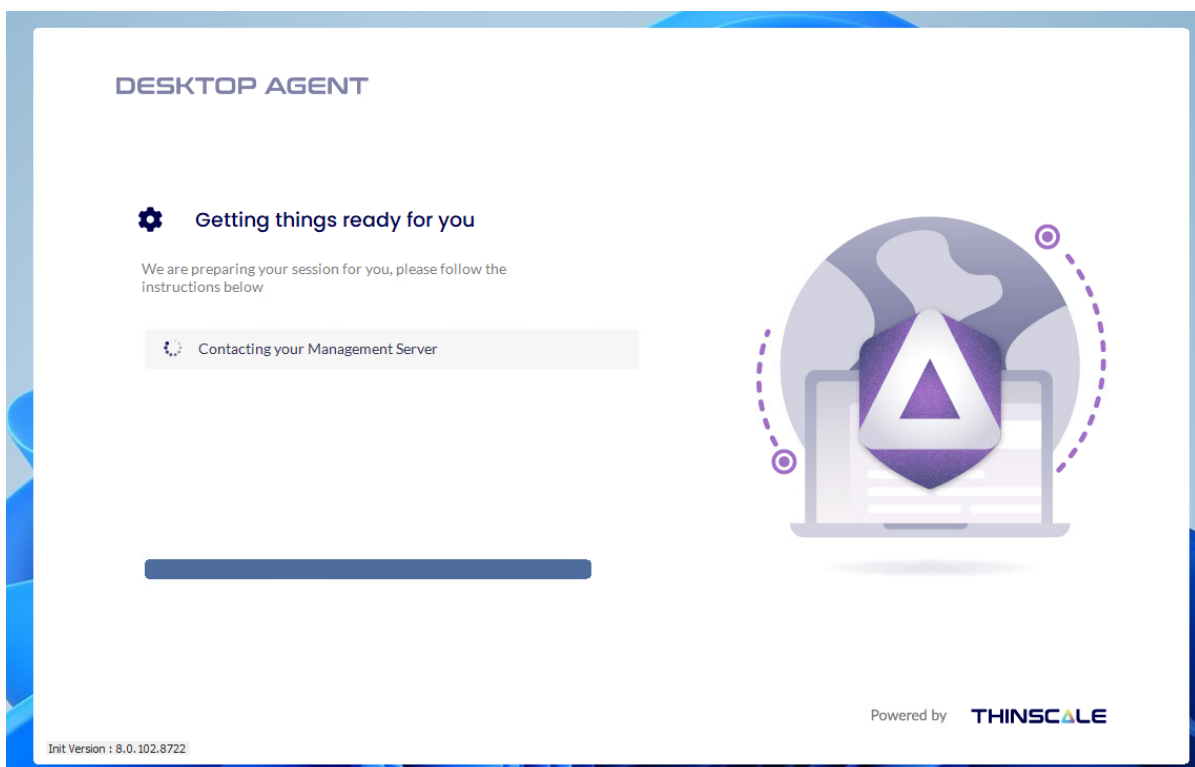 DESKTOP AGENT
Getting things ready for you
We are preparing your session for you, please follow the
instructions below
Contacting your Management Server
Powered by THINSCALE
Init Version : 8.0.102.8722